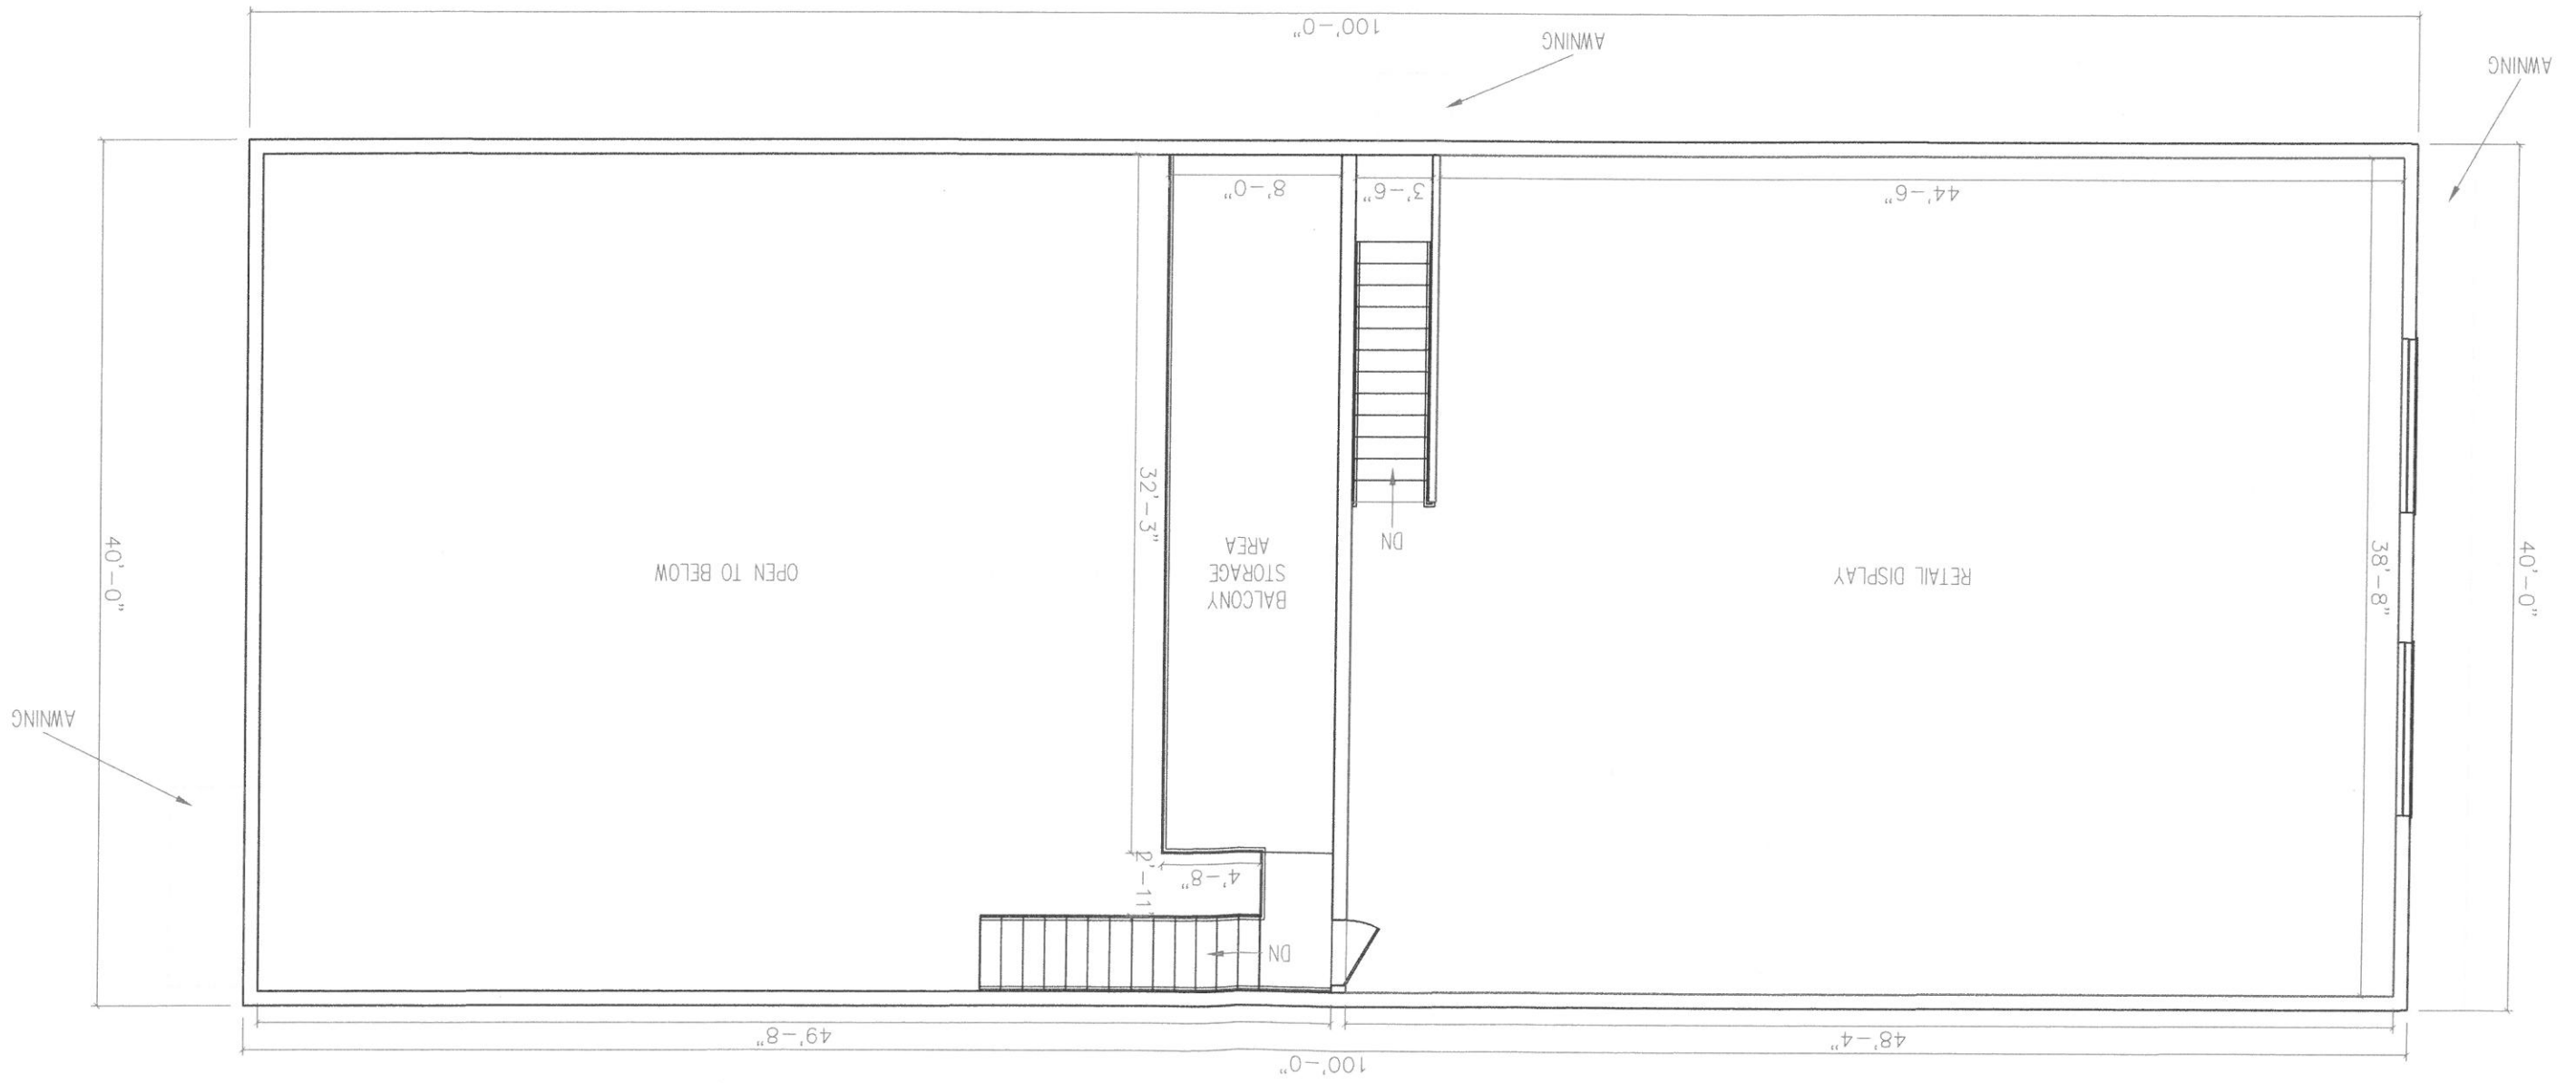 100'-0"
48'-4"
49'-8"
DN
2'-11
4'-8"
AWNING
40'-0"
38'-8"
RETAIL DISPLAY
BALCONY
STORAGE
AREA
OPEN TO BELOW
40'-0"
DN
32'-3"
44'-6"
3'-6"
8'-0"
AWNING
AWNING
100'-0"